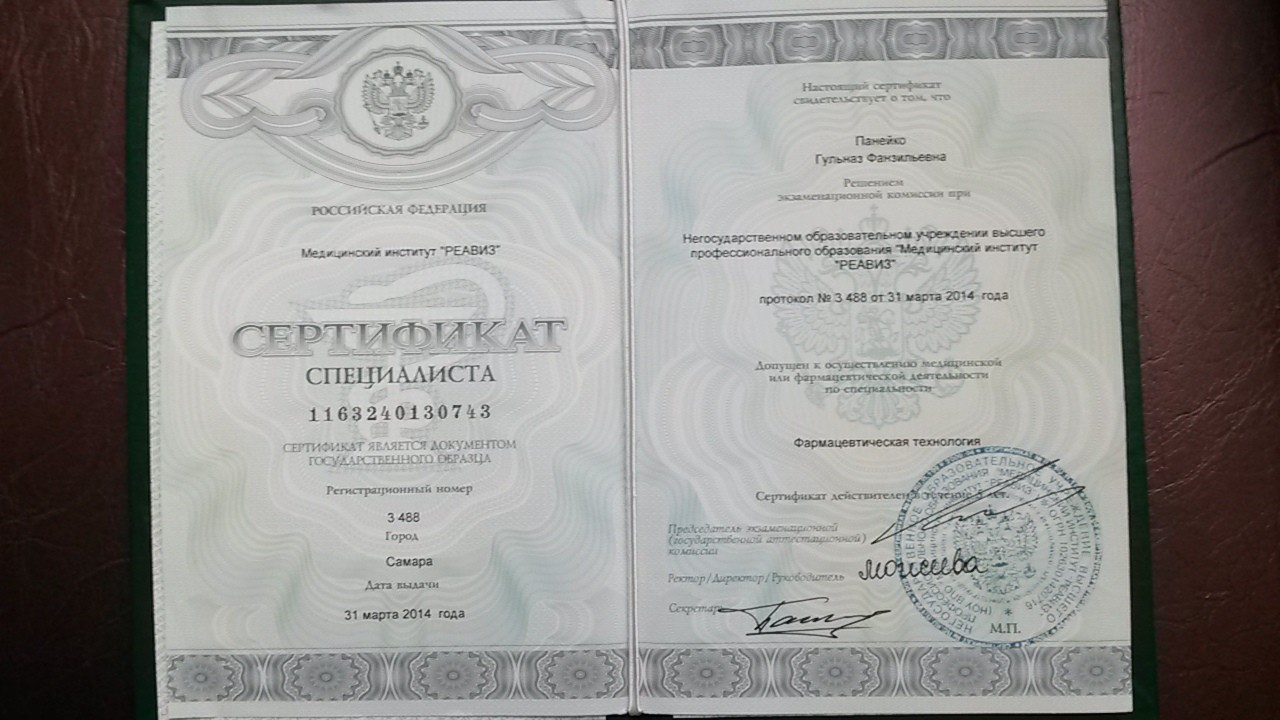 РОССИЙСКАЯ ФЕДЕРАЦИЯ
Медицинский институт "РЕАВИЗ"
СЕРТИФИКАТ
СПЕЦИАЛИСТА
1163240130743
СЕРТИФИКАТ ЯВЛЯЕТСЯ ДОКУМЕНТОМ
ГОСУДАРСТВЕННОГО ОБРАЗЦА
Регистрационный номер
З 488
Город
Самара
Дата выдачи
31 марта 2014 года
Настоящий сертификат
свидетельствует о том, что
Панейко
Гульназ Фанзильевна
Решением
экзаменационной комиссии при
Негосударственном образовательном учреждении высшего
профессионального образования "Медицинский институт
"РЕАВИЗ"
протокол № З 488 от 31 марта 2014 года
Допущен к осуществлению медицинской
или фармацевтической деятельности
по специальности
Фармацевтическая технология
Сертификат действителен в течение 5 лет.
Председатель экзаменационной
(государственной аттестационной)
комиссии
Ректор/Директор/Руководитель
Секретарь
М.П.